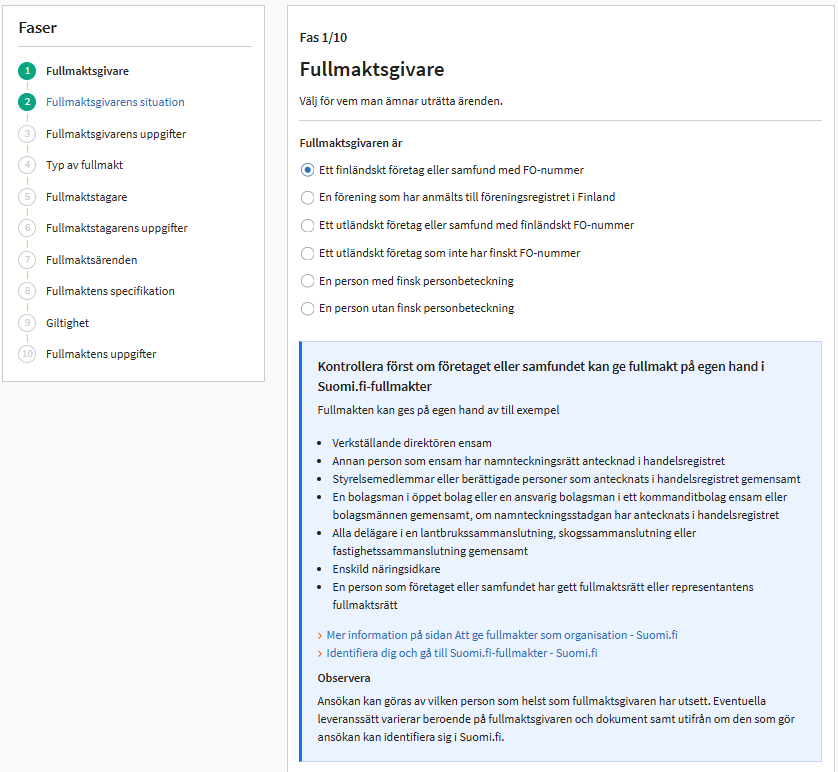 Faser
1 Fullmaktsgivare
2 Fullmaktsgivarens situation
3 Fullmaktsgivarens uppgifter
4 Typ av fullmakt
5 Fullmaktstagare
6 Fullmaktstagarens uppgifter
7 Fullmaktsärenden
8 Fullmaktens specifikation
9 Giltighet
10 Fullmaktens uppgifter
Fas 1/10
Fullmaktsgivare
Välj för vem man ämnar uträtta ärenden.
Fullmaktsgivaren är
Ett finländskt företag eller samfund med FO-nummer
En förening som har anmälts till föreningsregistret i Finland
Ett utländskt företag eller samfund med finländskt FO-nummer
Ett utländskt företag som inte har finskt FO-nummer
En person med finsk personbeteckning
En person utan finsk personbeteckning
Kontrollera först om företaget eller samfundet kan ge fullmakt på egen hand i
Suomi.fi-fullmakter
Fullmakten kan ges på egen hand av till exempel
• Verkställande direktören ensam
• Annan person som ensam har namnteckningsrätt antecknad i handelsregistret
• Styrelsemedlemmar eller berättigade personer som antecknats i handelsregistret gemensamt
• En bolagsman i öppet bolag eller en ansvarig bolagsman i ett kommanditbolag ensam eller
bolagsmännen gemensamt, om namnteckningsstadgan har antecknats i handelsregistret
• Alla delägare i en lantbrukssammanslutning, skogssammanslutning eller
fastighetssammanslutning gemensamt
• Enskild näringsidkare
• En person som företaget eller samfundet har gett fullmaktsrätt eller representantens
fullmaktsrätt
› Mer information på sidan Att ge fullmakter som organisation - Suomi.fi
› Identifiera dig och gå till Suomi.fi-fullmakter - Suomi.fi
Observera
Ansökan kan göras av vilken person som helst som fullmaktsgivaren har utsett. Eventuella
leveranssätt varierar beroende på fullmaktsgivaren och dokument samt utifrån om den som gör
ansökan kan identifiera sig i Suomi.fi.